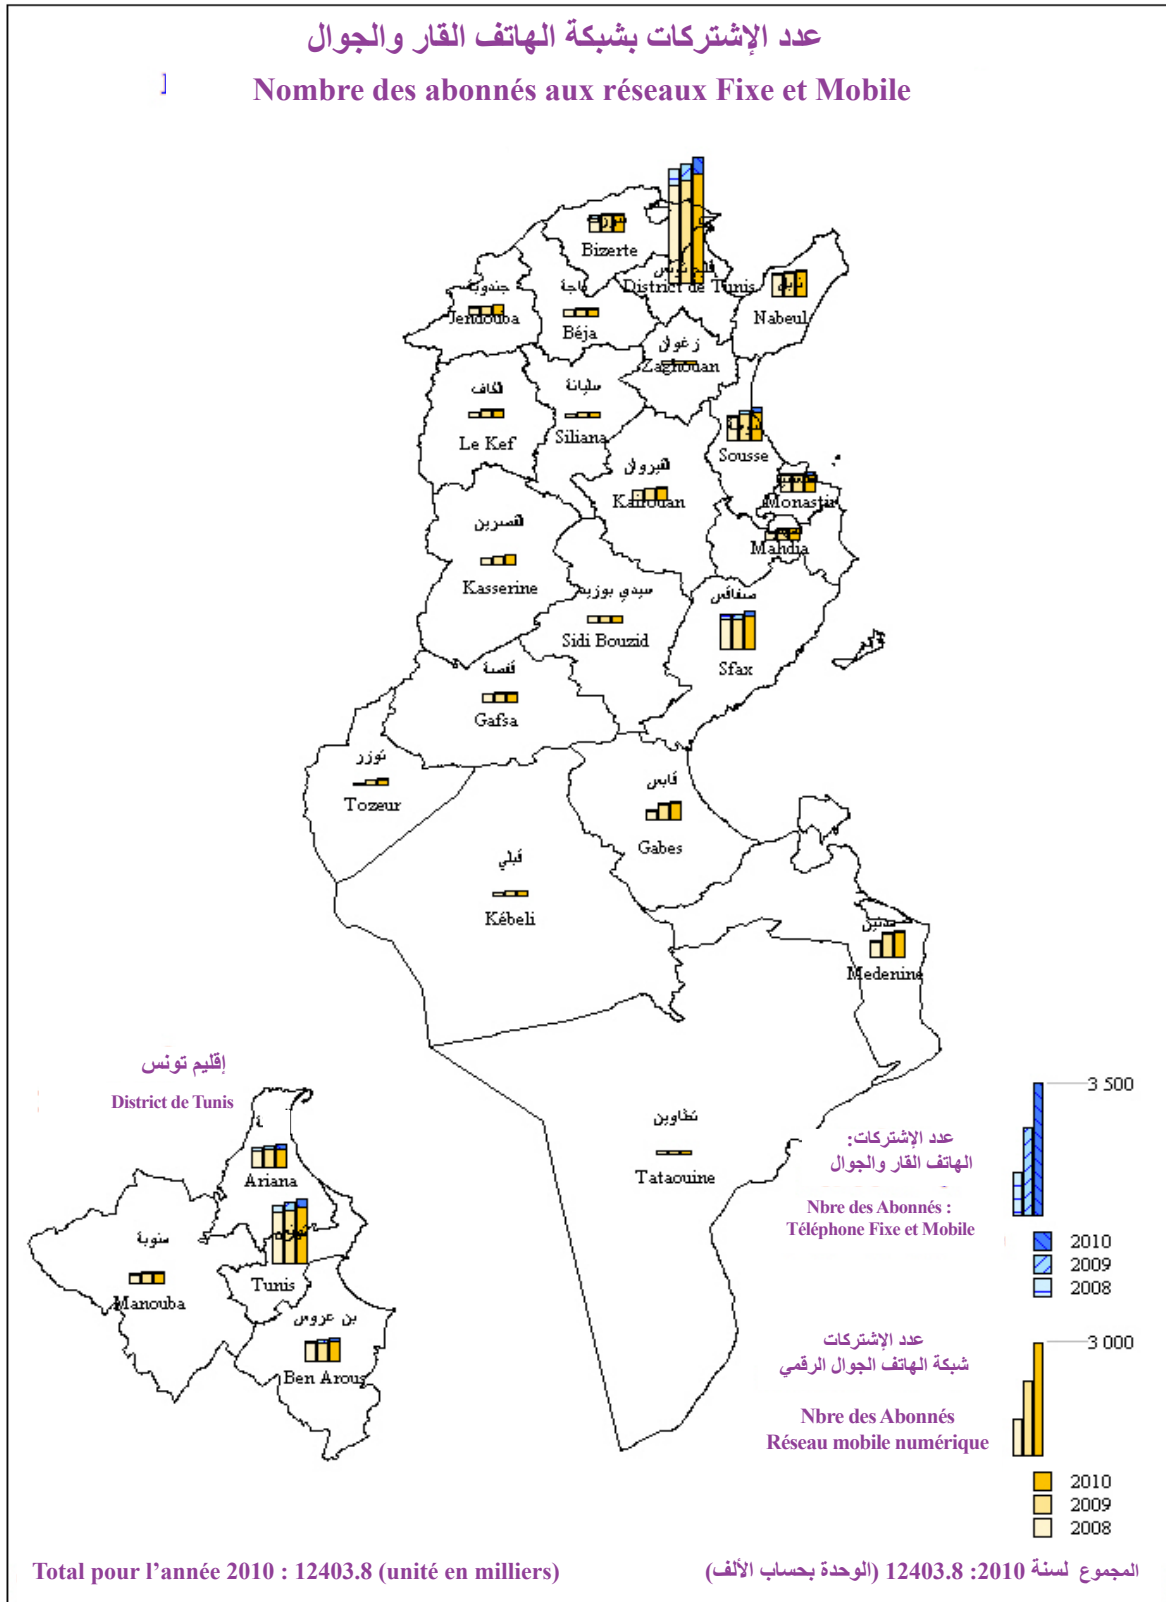 عدد الإشتركات بشبكة الهاتف القار والجوال
Nombre des abonnés aux réseaux Fixe et Mobile
Bizerte
District de Tunis
نابل
Nabeul
جندوبة
Jendouba
باجة
Béja
زغوان
Zaghouan
الكاف
Le Kef
سليانة
Siliana
Sousse
القيروان
Kairouan
Monastir
Mahdia
القصرين
Kasserine
سيدي بوزيد
Sidi Bouzid
صفاقس
Sfax
قفصة
Gafsa
توزر
Tozeur
قابس
Gabes
قبلي
Kébeli
مدنين
Medenine
تطاوين
Tataouine
إقليم تونس
District de Tunis
Ariana
منوبة
Manouba
Tunis
بن عروس
Ben Arous
3 500
عدد الإشتركات:
الهاتف القار والجوال
Nbre des Abonnés :
Téléphone Fixe et Mobile
2010
2009
2008
3 000
عدد الإشتركات
شبكة الهاتف الجوال الرقمي
Nbre des Abonnés
Réseau mobile numérique
2010
2009
2008
Total pour l'année 2010 : 12403.8 (unité en milliers)
المجموع لسنة 2010: 12403.8 (الوحدة بحساب الألف)